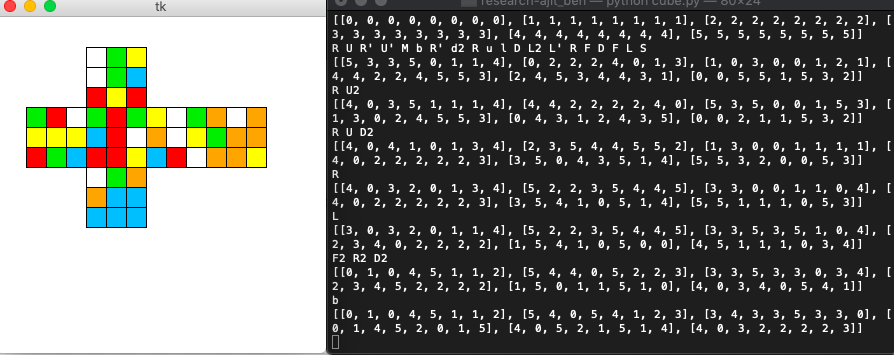 tk
research-ajit_ben — python cube.py — 80×24
[[0, 0, 0, 0, 0, 0, 0, 0], [1, 1, 1, 1, 1, 1, 1, 1], [2, 2, 2, 2, 2, 2, 2, 2], [
3, 3, 3, 3, 3, 3, 3, 3], [4, 4, 4, 4, 4, 4, 4, 4], [5, 5, 5, 5, 5, 5, 5, 5]]
R U R' U' M b R' d2 R u l D L2 L' R F D F L S
[[5, 3, 3, 5, 0, 1, 1, 4], [0, 2, 2, 2, 4, 0, 1, 3], [1, 0, 3, 0, 0, 1, 2, 1], [
4, 4, 2, 2, 4, 5, 5, 3], [2, 4, 5, 3, 4, 4, 3, 1], [0, 0, 5, 5, 1, 5, 3, 2]]
R U2
[[4, 0, 3, 5, 1, 1, 1, 4], [4, 4, 2, 2, 2, 2, 4, 0], [5, 3, 5, 0, 0, 1, 5, 3], [
1, 3, 0, 2, 4, 5, 5, 3], [0, 4, 3, 1, 2, 4, 3, 5], [0, 0, 2, 1, 1, 5, 3, 2]]
R U D2
[[4, 0, 4, 1, 0, 1, 3, 4], [2, 3, 5, 4, 4, 5, 5, 2], [1, 3, 0, 0, 1, 1, 1, 1], [
4, 0, 2, 2, 2, 2, 2, 3], [3, 5, 0, 4, 3, 5, 1, 4], [5, 5, 3, 2, 0, 0, 5, 3]]
R
[[4, 0, 3, 2, 0, 1, 3, 4], [5, 2, 2, 3, 5, 4, 4, 5], [3, 3, 0, 0, 1, 1, 0, 4], [
4, 0, 2, 2, 2, 2, 2, 3], [3, 5, 4, 1, 0, 5, 1, 4], [5, 5, 1, 1, 1, 0, 5, 3]]
L
[[3, 0, 3, 2, 0, 1, 1, 4], [5, 2, 2, 3, 5, 4, 4, 5], [3, 3, 5, 3, 5, 1, 0, 4], [
2, 3, 4, 0, 2, 2, 2, 2], [1, 5, 4, 1, 0, 5, 0, 0], [4, 5, 1, 1, 1, 0, 3, 4]]
F2 R2 D2
[[0, 1, 0, 4, 5, 1, 1, 2], [5, 4, 4, 0, 5, 2, 2, 3], [3, 3, 5, 3, 3, 0, 3, 4], [
2, 3, 4, 5, 2, 2, 2, 2], [1, 5, 0, 1, 1, 5, 1, 0], [4, 0, 3, 4, 0, 5, 4, 1]]
b
[[0, 1, 0, 4, 5, 1, 1, 2], [5, 4, 0, 5, 4, 1, 2, 3], [3, 4, 3, 3, 5, 3, 3, 0], [
0, 1, 4, 5, 2, 0, 1, 5], [4, 0, 5, 2, 1, 5, 1, 4], [4, 0, 3, 2, 2, 2, 2, 3]]